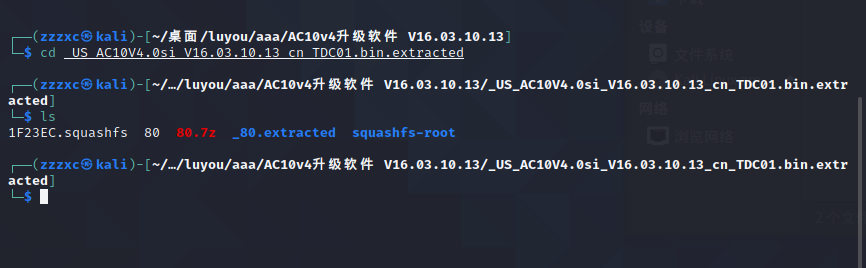 ┌──(zzzxc㉿kali)-[~/桌面/luyou/aaa/AC10v4升级软件 V16.03.10.13]
└─$ cd _US_AC10V4.0si_V16.03.10.13_cn_TDC01.bin.extracted
┌──(zzzxc㉿kali)-[~/…/luyou/aaa/AC10v4升级软件 V16.03.10.13/_US_AC10V4.0si_V16.03.10.13_cn_TDC01.bin.extr
acted]
└─$ ls
1F23EC.squashfs 80 80.7z _80.extracted squashfs-root
┌──(zzzxc㉿kali)-[~/…/luyou/aaa/AC10v4升级软件 V16.03.10.13/_US_AC10V4.0si_V16.03.10.13_cn_TDC01.bin.extr
acted]
└─$
设备
文件系统
网络
浏览网络